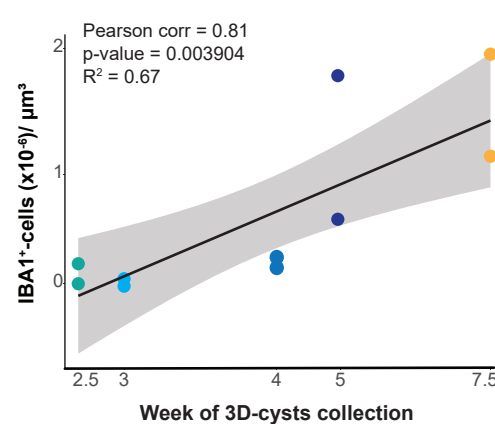 Pearson corr = 0.81
p-value = 0.003904
R² = 0.67
2
1
0
IBA1⁺-cells (x10⁻⁶)/ µm³
2.5 3 4 5 7.5
Week of 3D-cysts collection